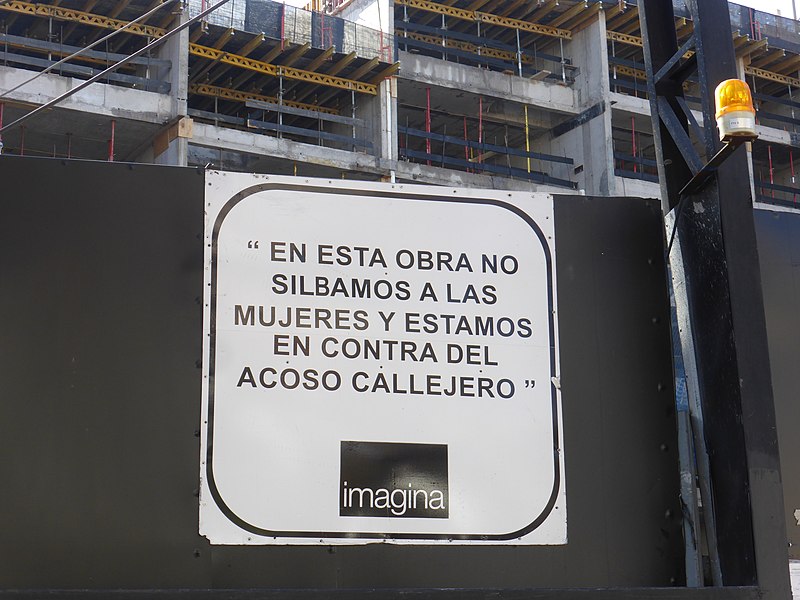 “ EN ESTA OBRA NO
SILBAMOS A LAS
MUJERES Y ESTAMOS
EN CONTRA DEL
ACOSO CALLEJERO ”
imagina